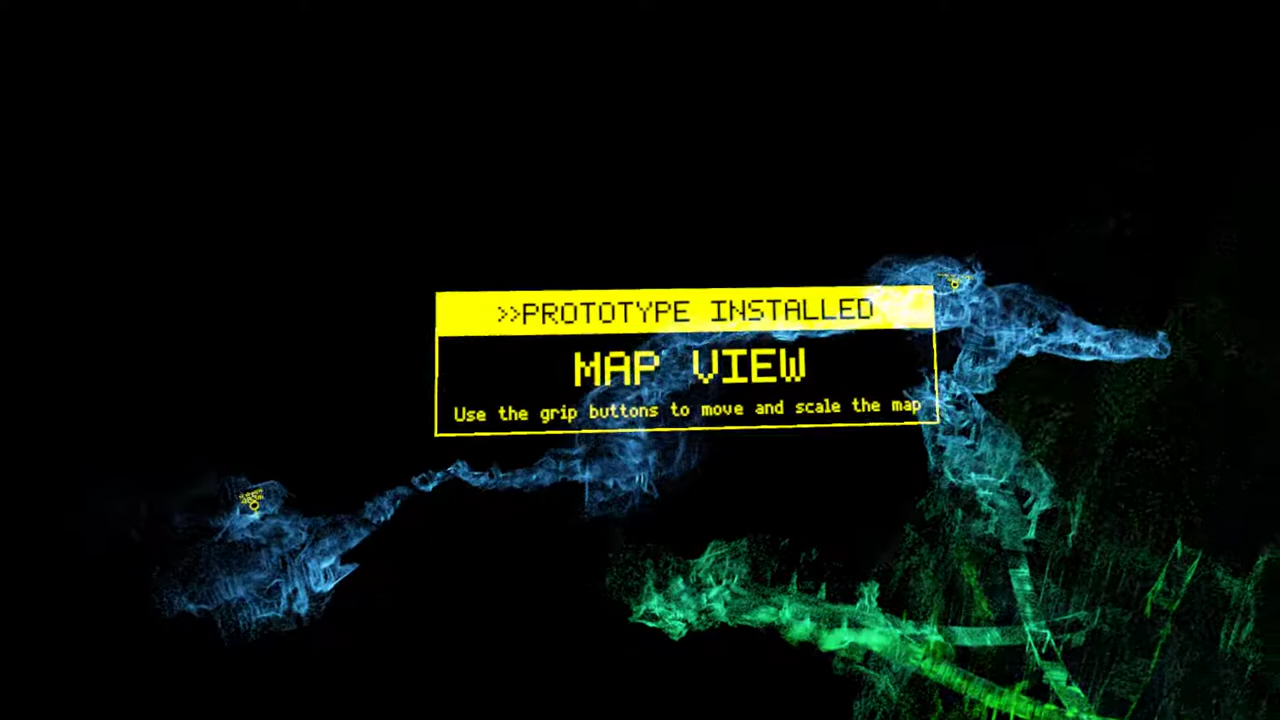 >>PROTOTYPE INSTALLED
MAP VIEW
Use the grip buttons to move and scale the map